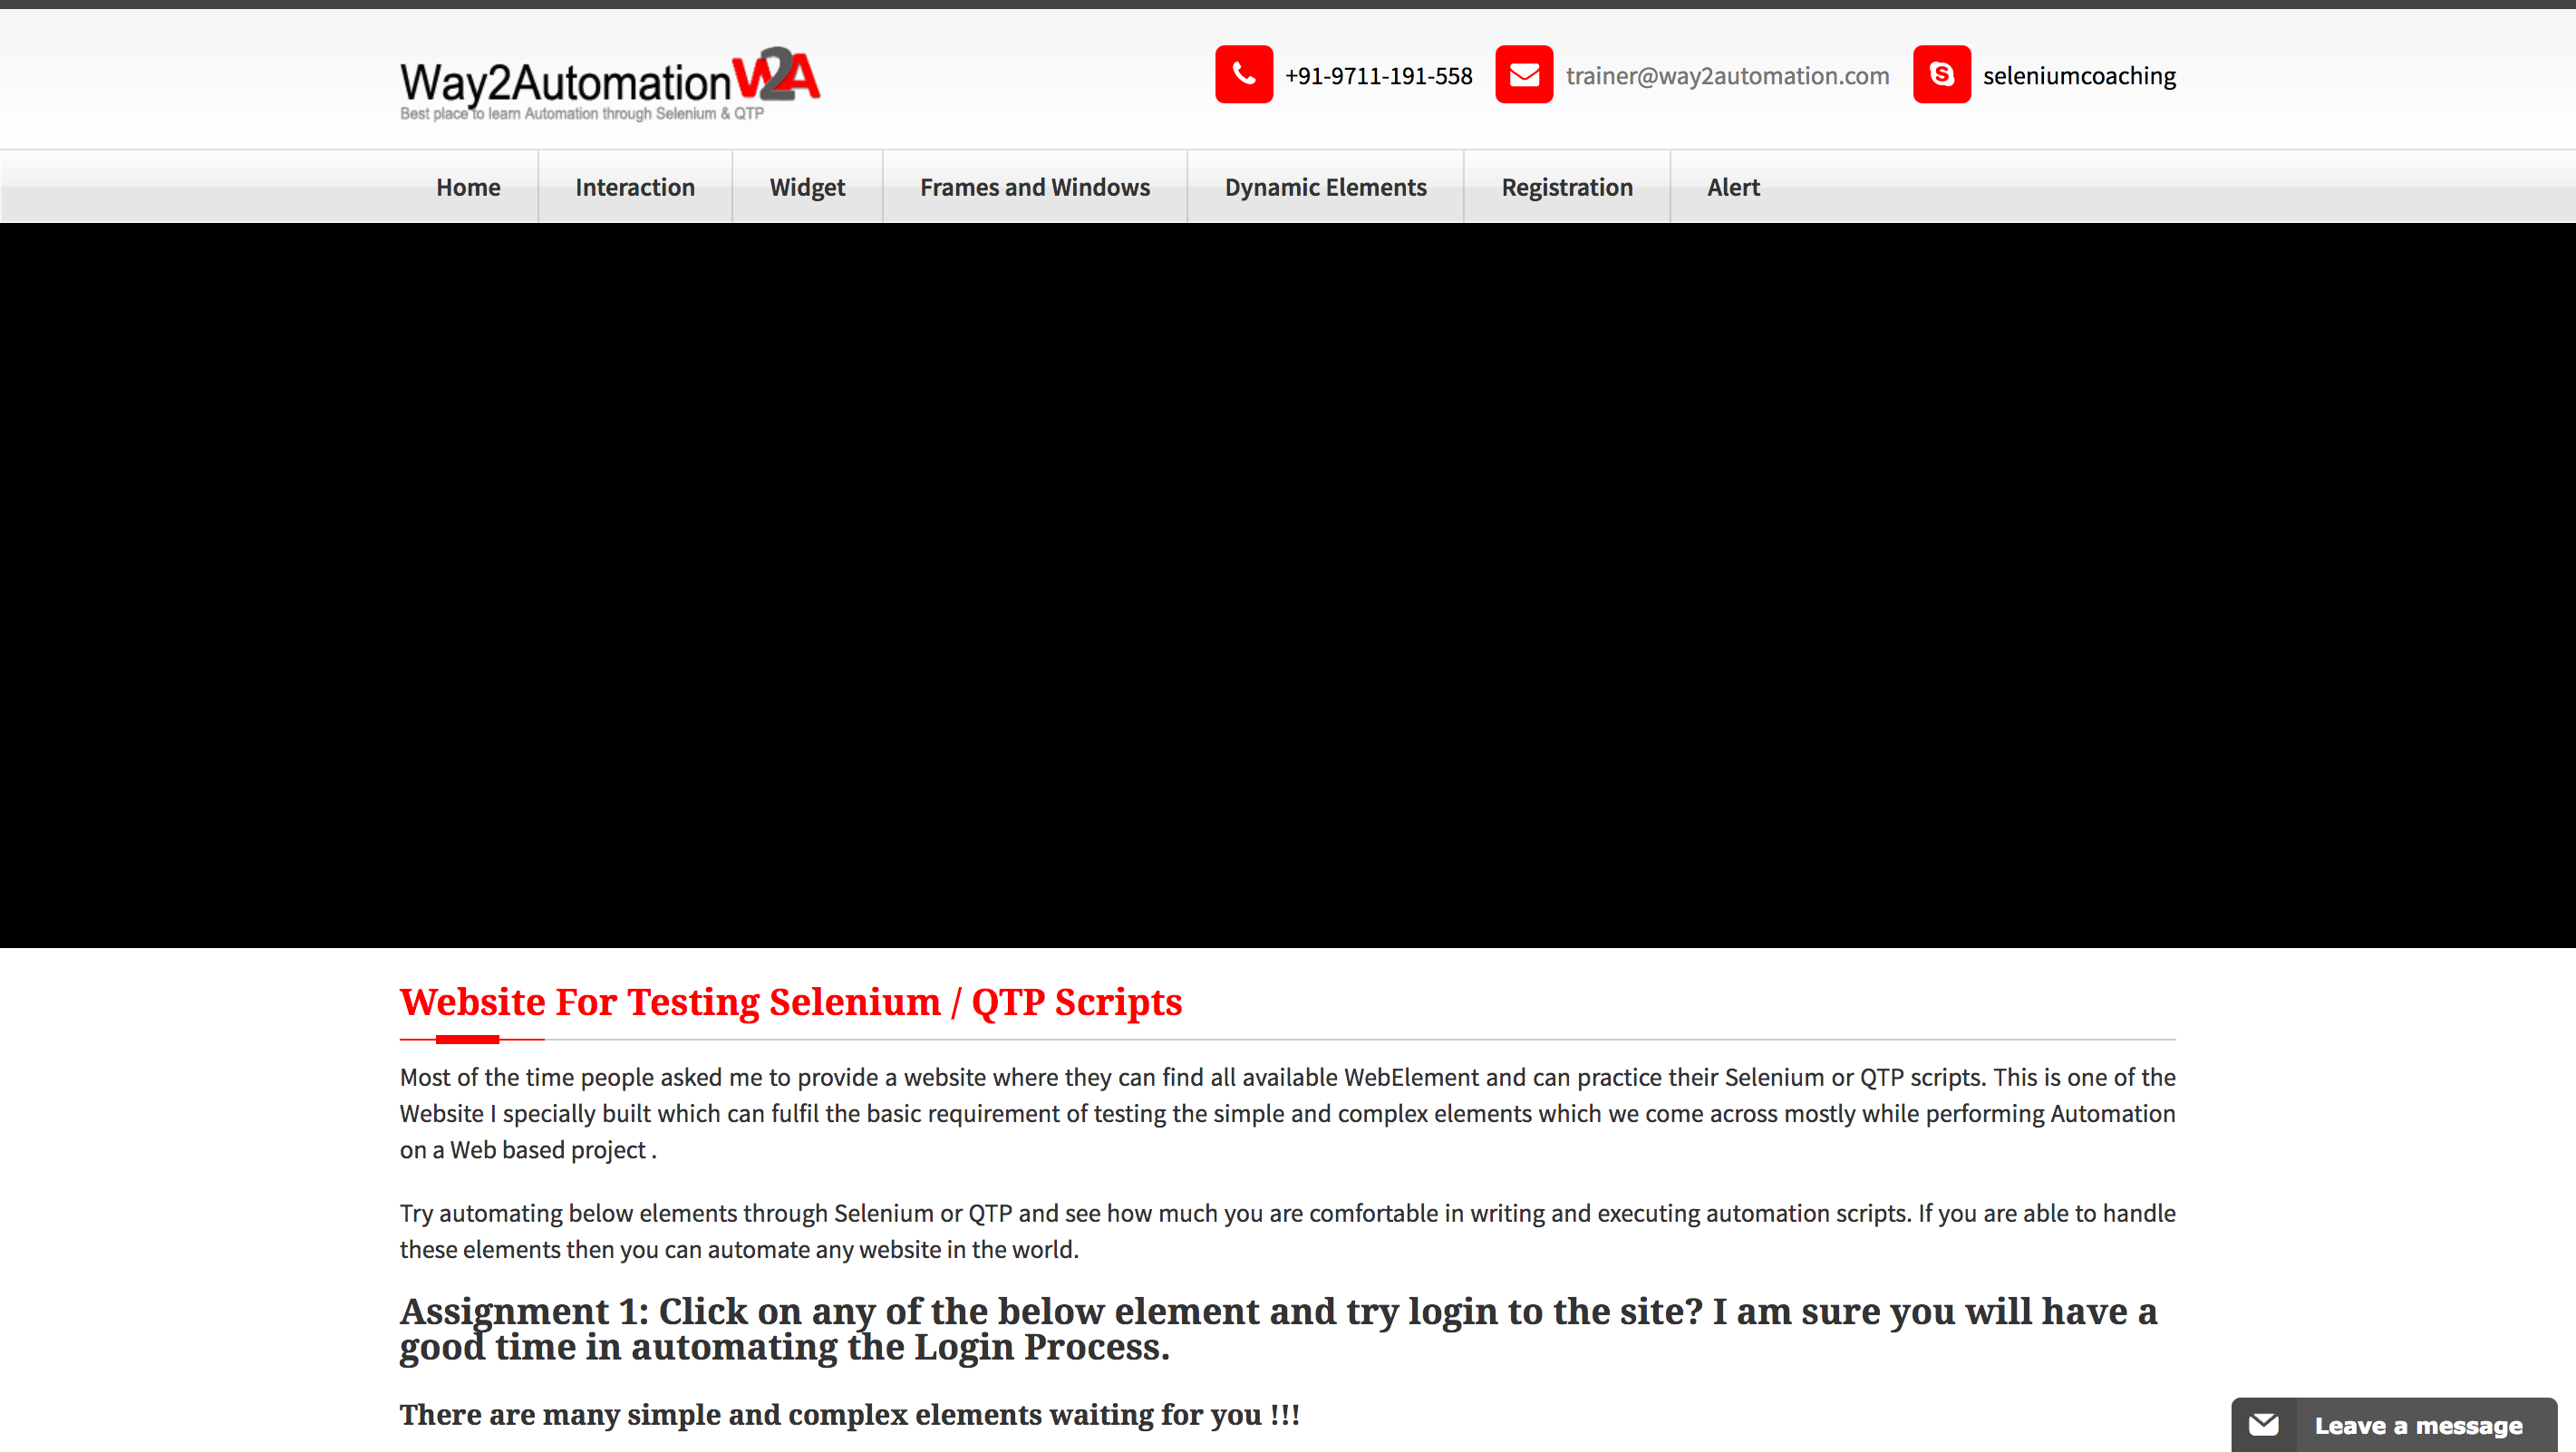 Way2Automation W2A
Best place to learn Automation through Selenium & QTP
+91-9711-191-558
trainer@way2automation.com
seleniumcoaching
Home
Interaction
Widget
Frames and Windows
Dynamic Elements
Registration
Alert
Website For Testing Selenium / QTP Scripts
Most of the time people asked me to provide a website where they can find all available WebElement and can practice their Selenium or QTP scripts. This is one of the
Website I specially built which can fulfil the basic requirement of testing the simple and complex elements which we come across mostly while performing Automation
on a Web based project .
Try automating below elements through Selenium or QTP and see how much you are comfortable in writing and executing automation scripts. If you are able to handle
these elements then you can automate any website in the world.
Assignment 1: Click on any of the below element and try login to the site? I am sure you will have a
good time in automating the Login Process.
There are many simple and complex elements waiting for you !!!
Leave a message